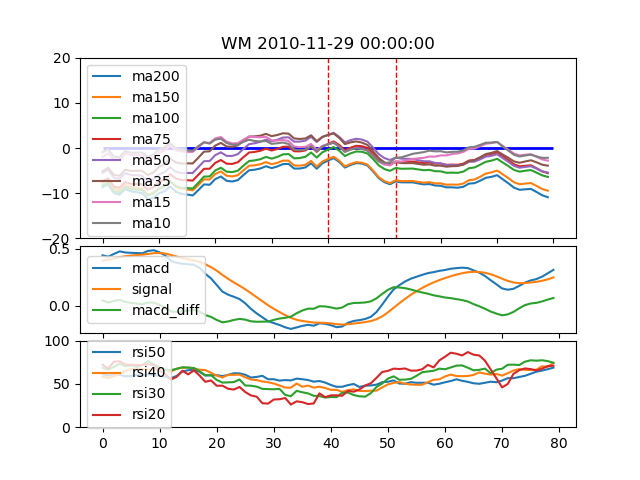 WM 2010-11-29 00:00:00
20
10
0
−10
−20
ma200
ma150
ma100
ma75
ma50
ma35
ma15
ma10
0.5
0.0
macd
signal
macd_diff
100
50
0
rsi50
rsi40
rsi30
rsi20
0 10 20 30 40 50 60 70 80